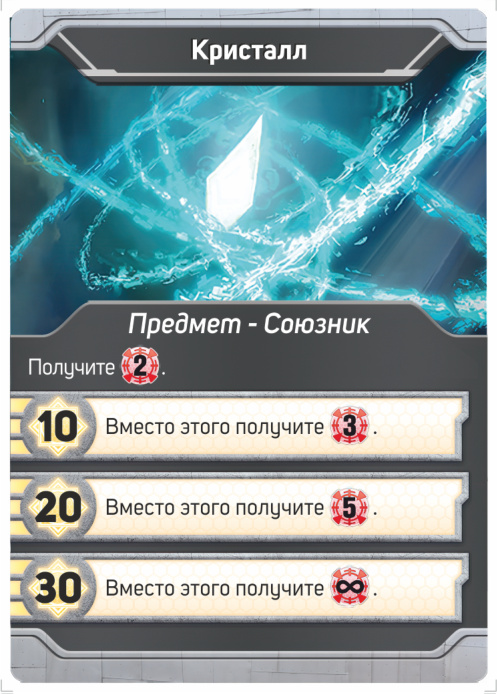 Кристалл
Предмет - Союзник
Получите 2.
10 Вместо этого получите 3.
20 Вместо этого получите 5.
30 Вместо этого получите ∞.